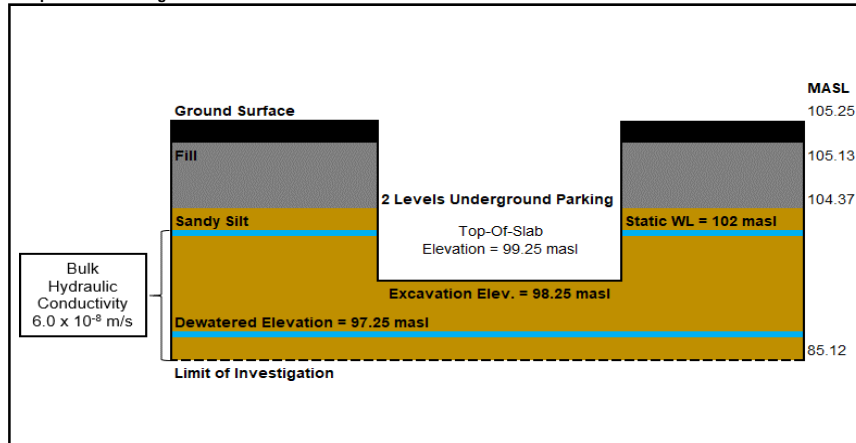 MASL
Ground Surface
105.25
Fill
105.13
2 Levels Underground Parking
104.37
Sandy Silt
Top-Of-Slab
Elevation = 99.25 masl
Static WL = 102 masl
Bulk
Hydraulic
Conductivity
6.0 x 10⁻⁸ m/s
Excavation Elev. = 98.25 masl
Dewatered Elevation = 97.25 masl
85.12
Limit of Investigation